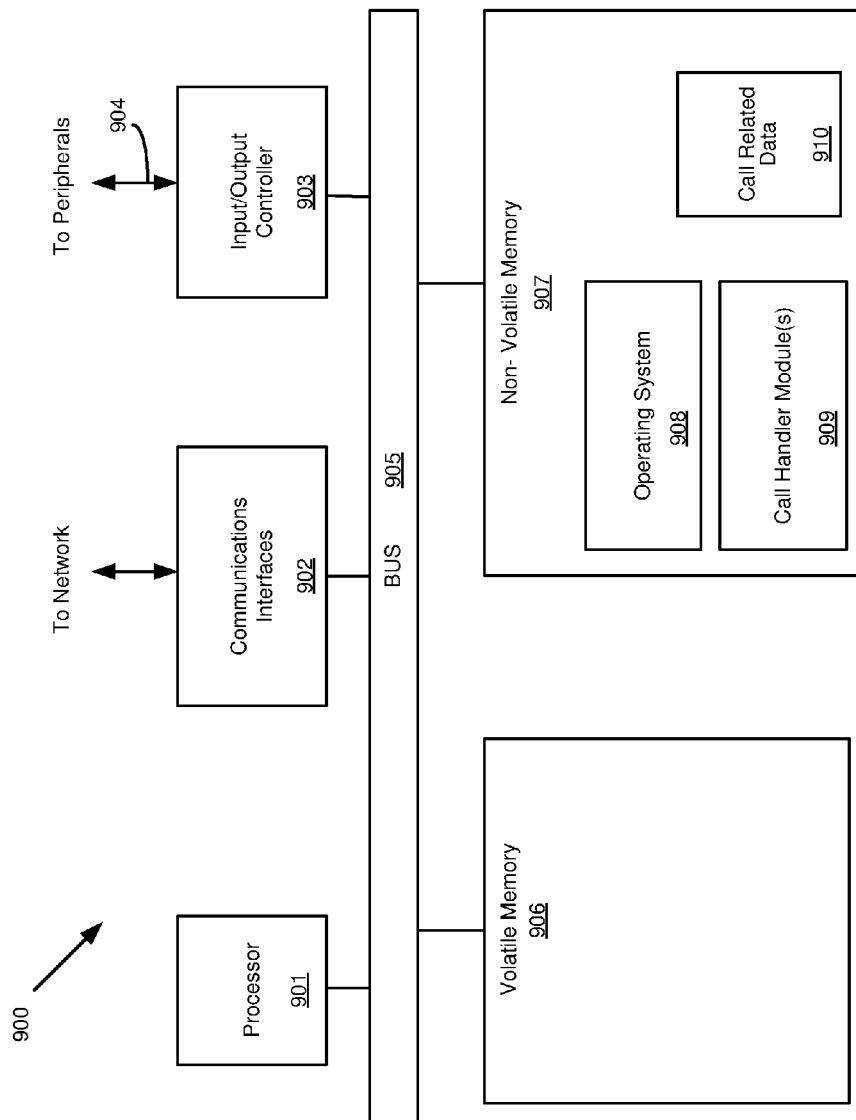 900
To Network
To Peripherals
904
Processor
901
Communications
Interfaces
902
Input/Output
Controller
903
BUS
905
Volatile Memory
906
Non- Volatile Memory
907
Operating System
908
Call Handler Module(s)
909
Call Related
Data
910